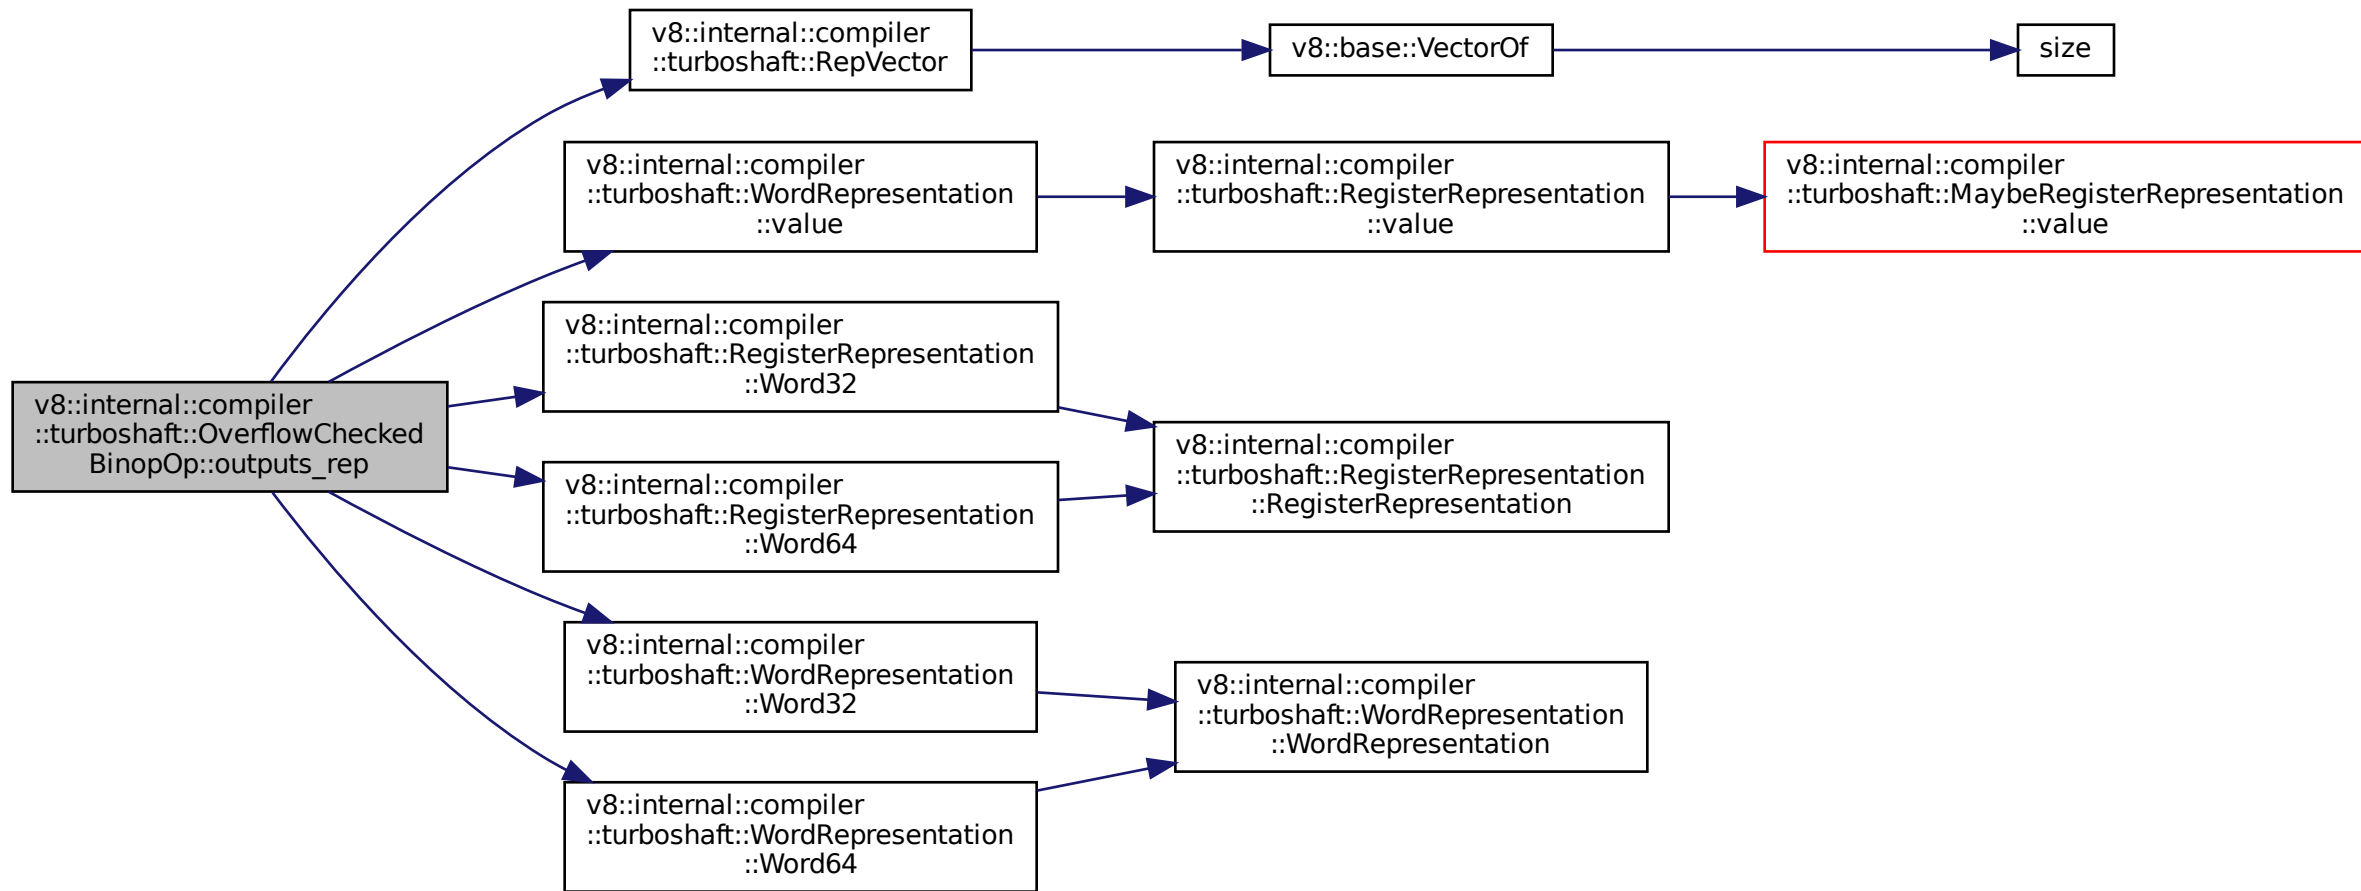 v8::internal::compiler
::turboshaft::RepVector
v8::base::VectorOf
size
v8::internal::compiler
::turboshaft::WordRepresentation
::value
v8::internal::compiler
::turboshaft::RegisterRepresentation
::value
v8::internal::compiler
::turboshaft::MaybeRegisterRepresentation
::value
v8::internal::compiler
::turboshaft::RegisterRepresentation
::Word32
v8::internal::compiler
::turboshaft::OverflowChecked
BinopOp::outputs_rep
v8::internal::compiler
::turboshaft::RegisterRepresentation
::RegisterRepresentation
v8::internal::compiler
::turboshaft::RegisterRepresentation
::Word64
v8::internal::compiler
::turboshaft::WordRepresentation
::Word32
v8::internal::compiler
::turboshaft::WordRepresentation
::WordRepresentation
v8::internal::compiler
::turboshaft::WordRepresentation
::Word64